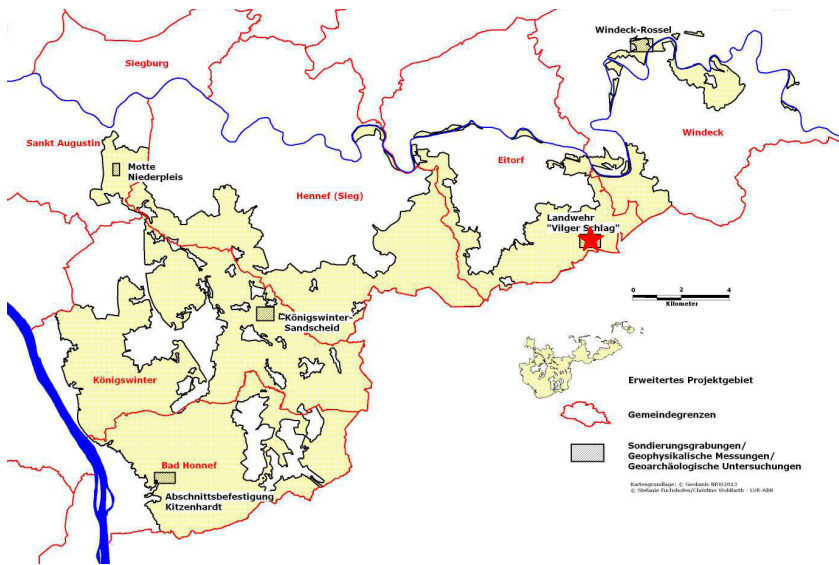 Windeck-Rossel
Siegburg
Sankt Augustin
Windeck
Motte
Niederpleis
Eitorf
Hennef (Sieg)
Landwehr
"Vilger Schlag"
0 2 4
Kilometer
Königswinter-
Sandscheid
Königswinter
Erweitertes Projektgebiet
Gemeindegrenzen
Bad Honnef
Abschnittsbefestigung
Kitzenhardt
Sondierungsgrabungen/
Geophysikalische Messungen/
Geoarchäologische Untersuchungen
Kartengrundlage: © Geobasis NRW2013
© Stefanie Fuchshofen/Christine Wohlfarth - LVR-ABR